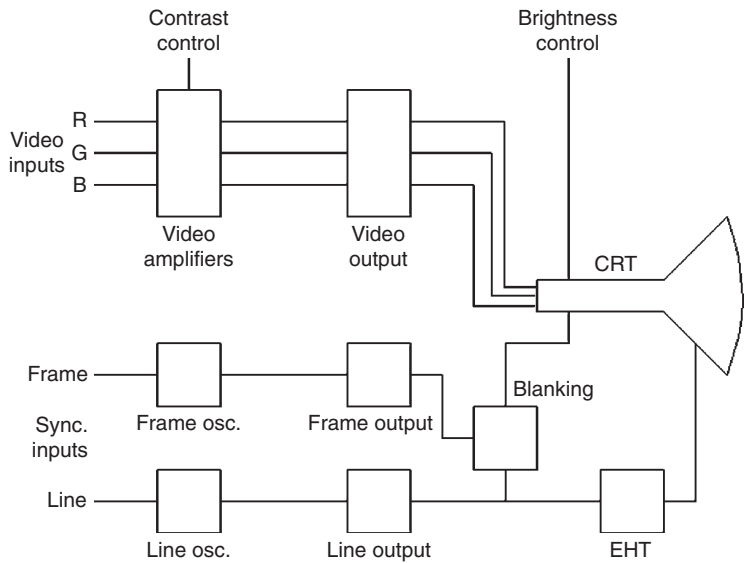 Contrast
control
Brightness
control
R
Video
inputs
G
B
Video
amplifiers
Video
output
CRT
Frame
Frame osc.
Frame output
Blanking
Sync.
inputs
Line
Line osc.
Line output
EHT